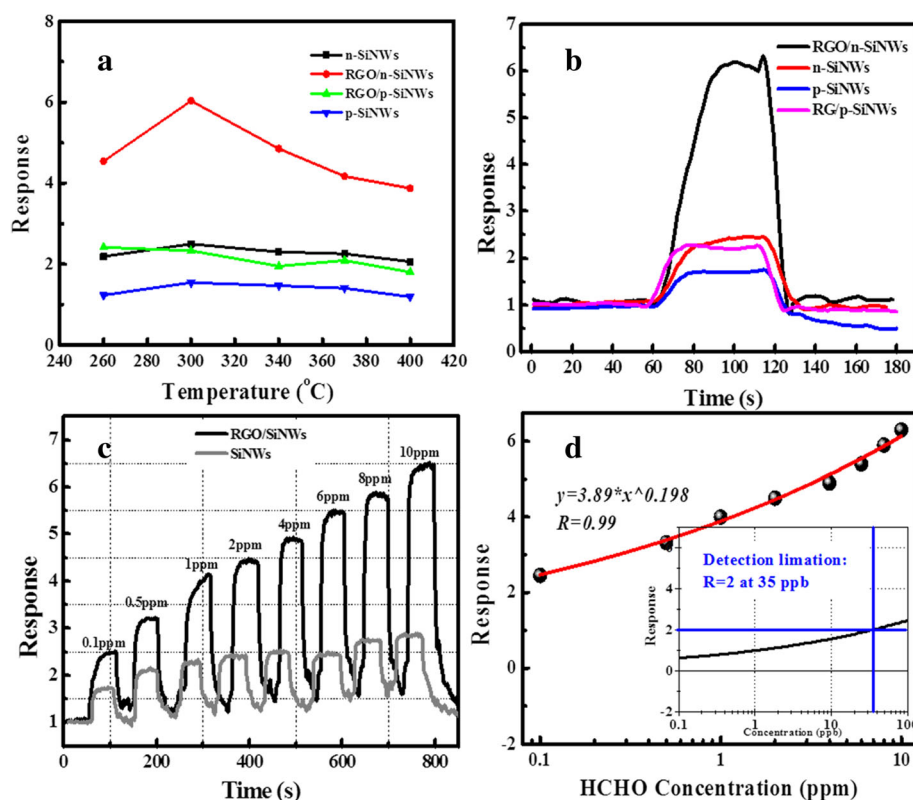 a
n-SiNWs
RGO/n-SiNWs
RGO/p-SiNWs
p-SiNWs
8
6
4
2
0
Response
240 260 280 300 320 340 360 380 400 420
Temperature (°C)
b
RGO/n-SiNWs
n-SiNWs
p-SiNWs
RG/p-SiNWs
7
6
5
4
3
2
1
0
Response
0 20 40 60 80 100 120 140 160 180
Time (s)
c
RGO/SiNWs
SiNWs
7
6
5
4
3
2
1
Response
0.1ppm
0.5ppm
1ppm
2ppm
4ppm
6ppm
8ppm
10ppm
0 200 400 600 800
Time (s)
d
y=3.89*x^0.198
R=0.99
6
4
2
0
-2
Response
0.1 1 10
HCHO Concentration (ppm)
Detection limation:
R=2 at 35 ppb
4
2
0
-2
Response
0.1 1 10 100
Concentration (ppb)